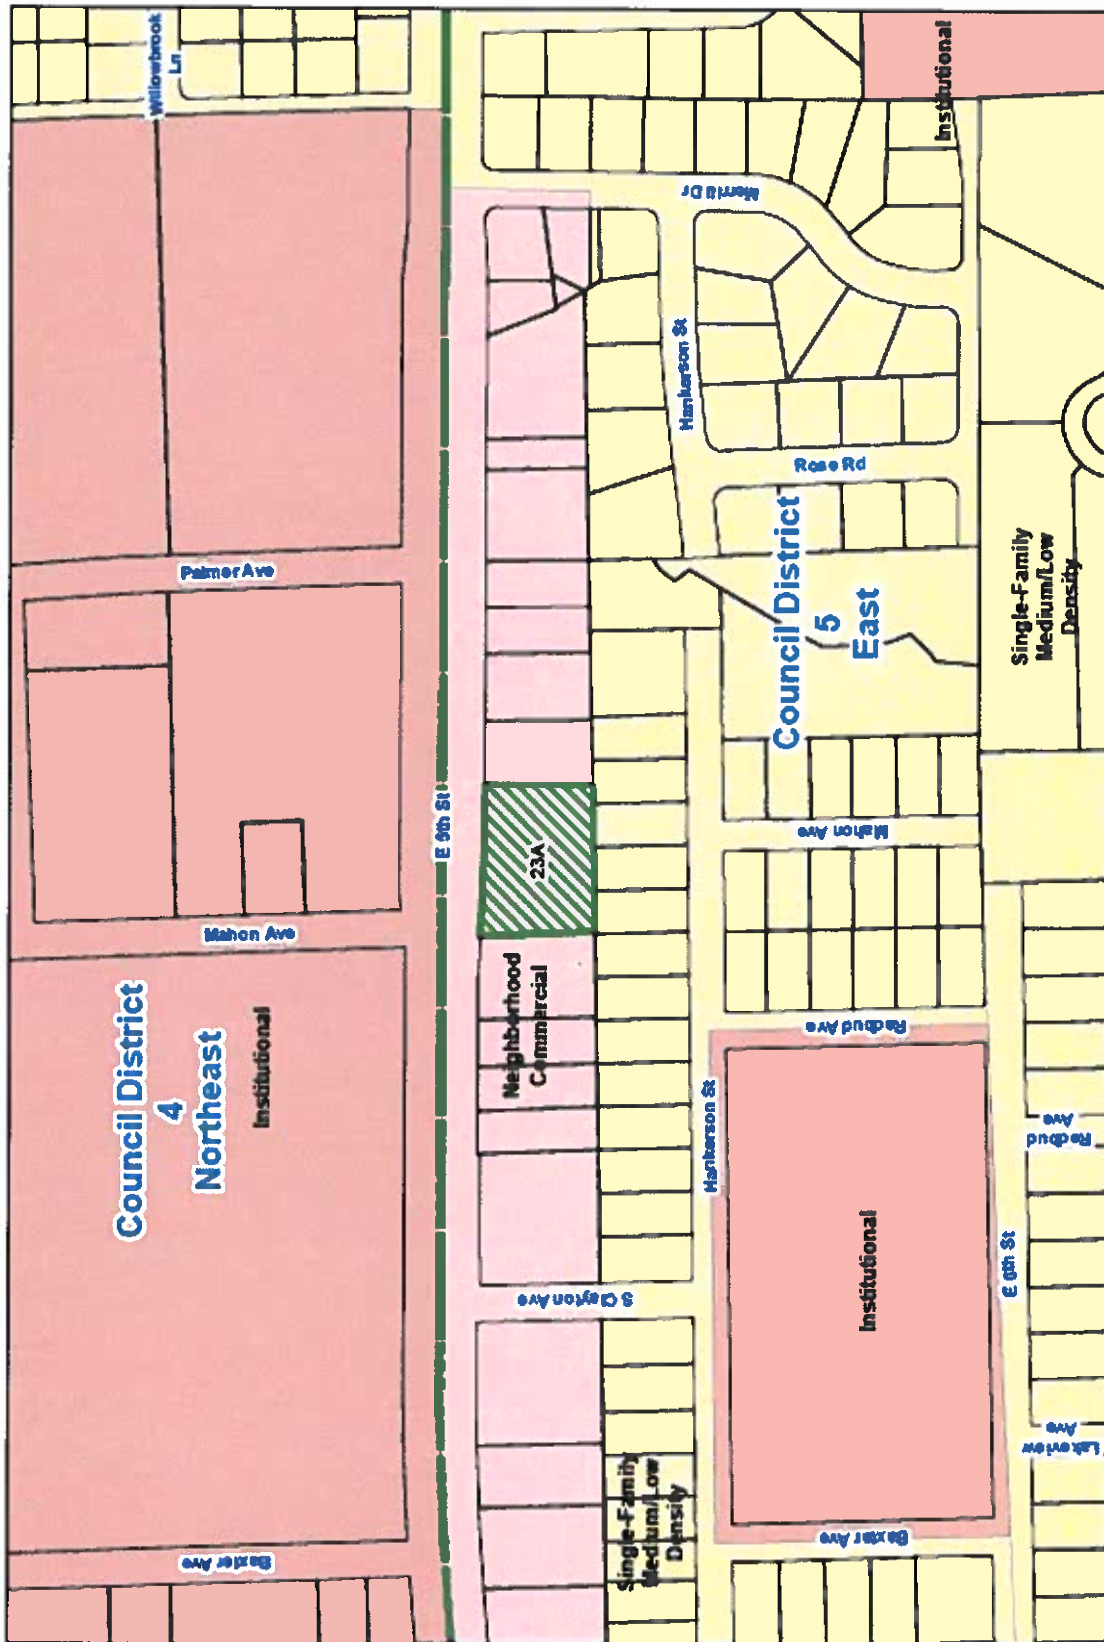 Willowbrook
Ln
Palmer Ave
Mahon Ave
Council District
4
Northeast
Institutional
Baxter Ave
E 9th St
Institutional
Merrill Dr
Hankerson St
Rose Rd
Council District
5
East
Single-Family
Medium/Low
Density
23A
Mahon Ave
Neighborhood
Commercial
Redbud Ave
Hankerson St
Redbud
Ave
S Clayton Ave
Institutional
E 8th St
Single-Family
Medium/Low
Density
Baxter Ave
Lakeview
Ave